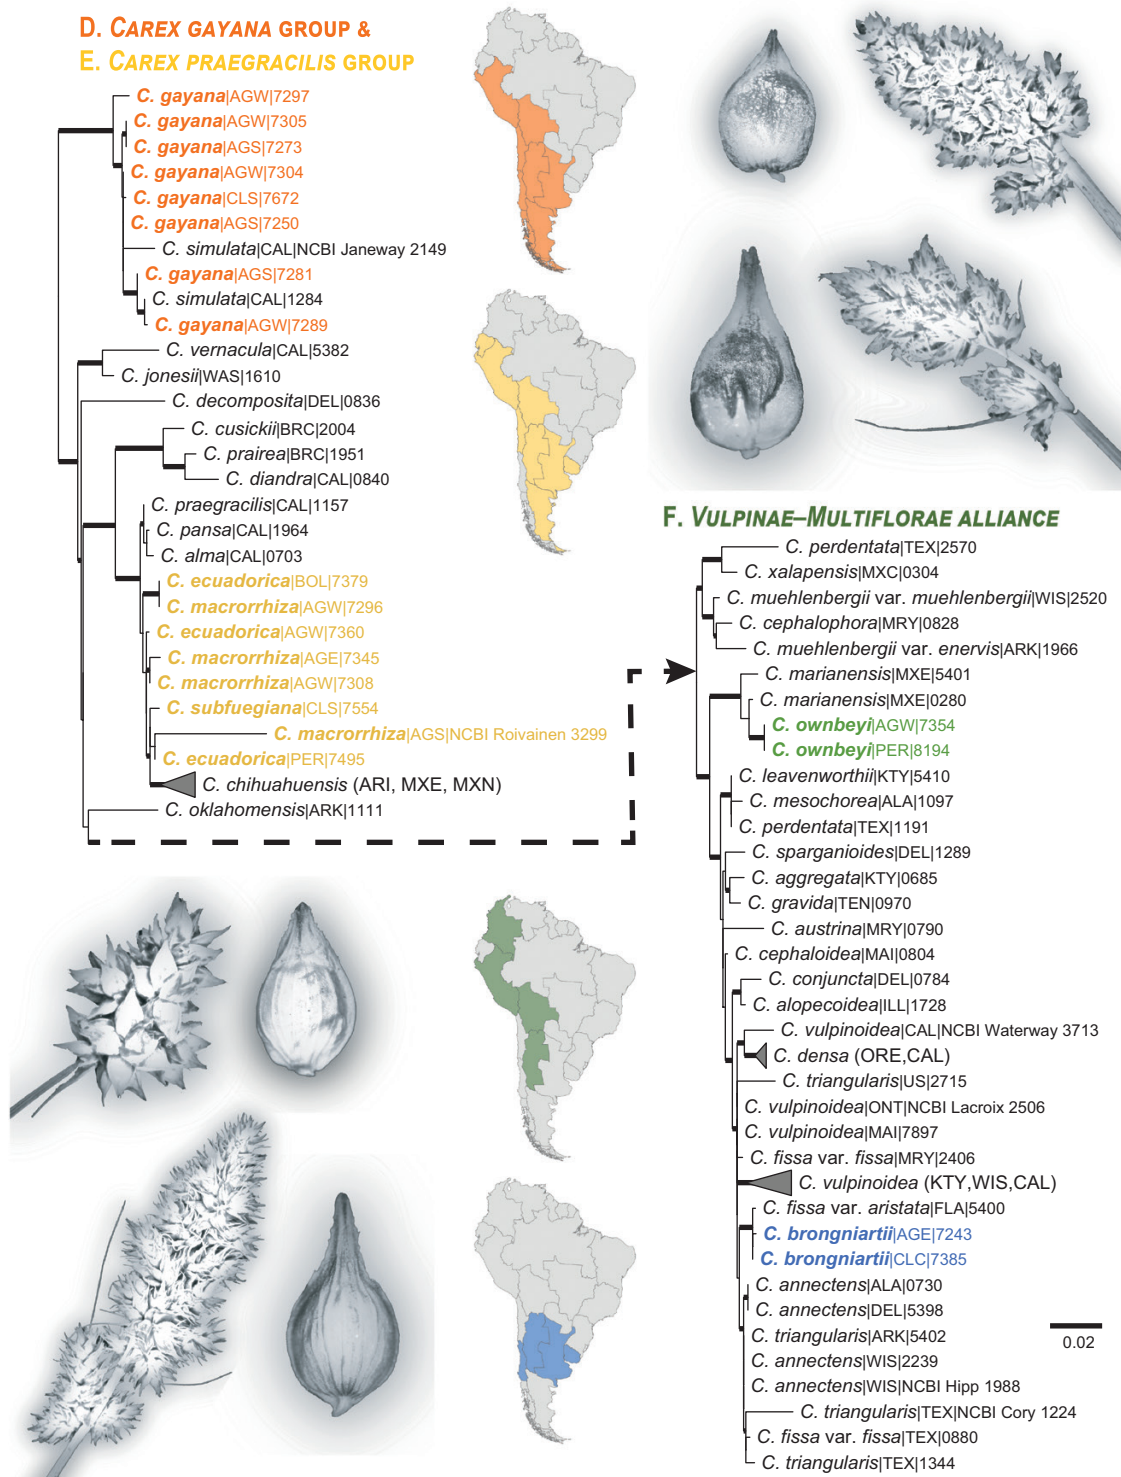 D. CAREX GAYANA GROUP &
E. CAREX PRAEGRACILIS GROUP
C. gayana|AGW|7297
C. gayana|AGW|7305
C. gayana|AGS|7273
C. gayana|AGW|7304
C. gayana|CLS|7672
C. gayana|AGS|7250
C. simulata|CAL|NCBI Janeway 2149
C. gayana|AGS|7281
C. simulata|CAL|1284
C. gayana|AGW|7289
C. vernacula|CAL|5382
C. jonesii|WAS|1610
C. decomposita|DEL|0836
C. cusickii|BRC|2004
C. prairea|BRC|1951
C. diandra|CAL|0840
C. praegracilis|CAL|1157
C. pansa|CAL|1964
C. alma|CAL|0703
C. ecuadorica|BOL|7379
C. macrorrhiza|AGW|7296
C. ecuadorica|AGW|7360
C. macrorrhiza|AGE|7345
C. macrorrhiza|AGW|7308
C. subfuegiana|CLS|7554
C. macrorrhiza|AGS|NCBI Roivainen 3299
C. ecuadorica|PER|7495
C. chihuahuensis (ARI, MXE, MXN)
C. oklahomensis|ARK|1111
F. VULPINAE–MULTIFLORAE ALLIANCE
C. perdentata|TEX|2570
C. xalapensis|MXC|0304
C. muehlenbergii var. muehlenbergii|WIS|2520
C. cephalophora|MRY|0828
C. muehlenbergii var. enervis|ARK|1966
C. marianensis|MXE|5401
C. marianensis|MXE|0280
C. ownbeyi|AGW|7354
C. ownbeyi|PER|8194
C. leavenworthii|KTY|5410
C. mesochorea|ALA|1097
C. perdentata|TEX|1191
C. sparganioides|DEL|1289
C. aggregata|KTY|0685
C. gravida|TEN|0970
C. austrina|MRY|0790
C. cephaloidea|MAI|0804
C. conjuncta|DEL|0784
C. alopecoidea|ILL|1728
C. vulpinoidea|CAL|NCBI Waterway 3713
C. densa (ORE,CAL)
C. triangularis|US|2715
C. vulpinoidea|ONT|NCBI Lacroix 2506
C. vulpinoidea|MAI|7897
C. fissa var. fissa|MRY|2406
C. vulpinoidea (KTY,WIS,CAL)
C. fissa var. aristata|FLA|5400
C. brongniartii|AGE|7243
C. brongniartii|CLC|7385
C. annectens|ALA|0730
C. annectens|DEL|5398
C. triangularis|ARK|5402
C. annectens|WIS|2239
C. annectens|WIS|NCBI Hipp 1988
C. triangularis|TEX|NCBI Cory 1224
C. fissa var. fissa|TEX|0880
C. triangularis|TEX|1344
0.02